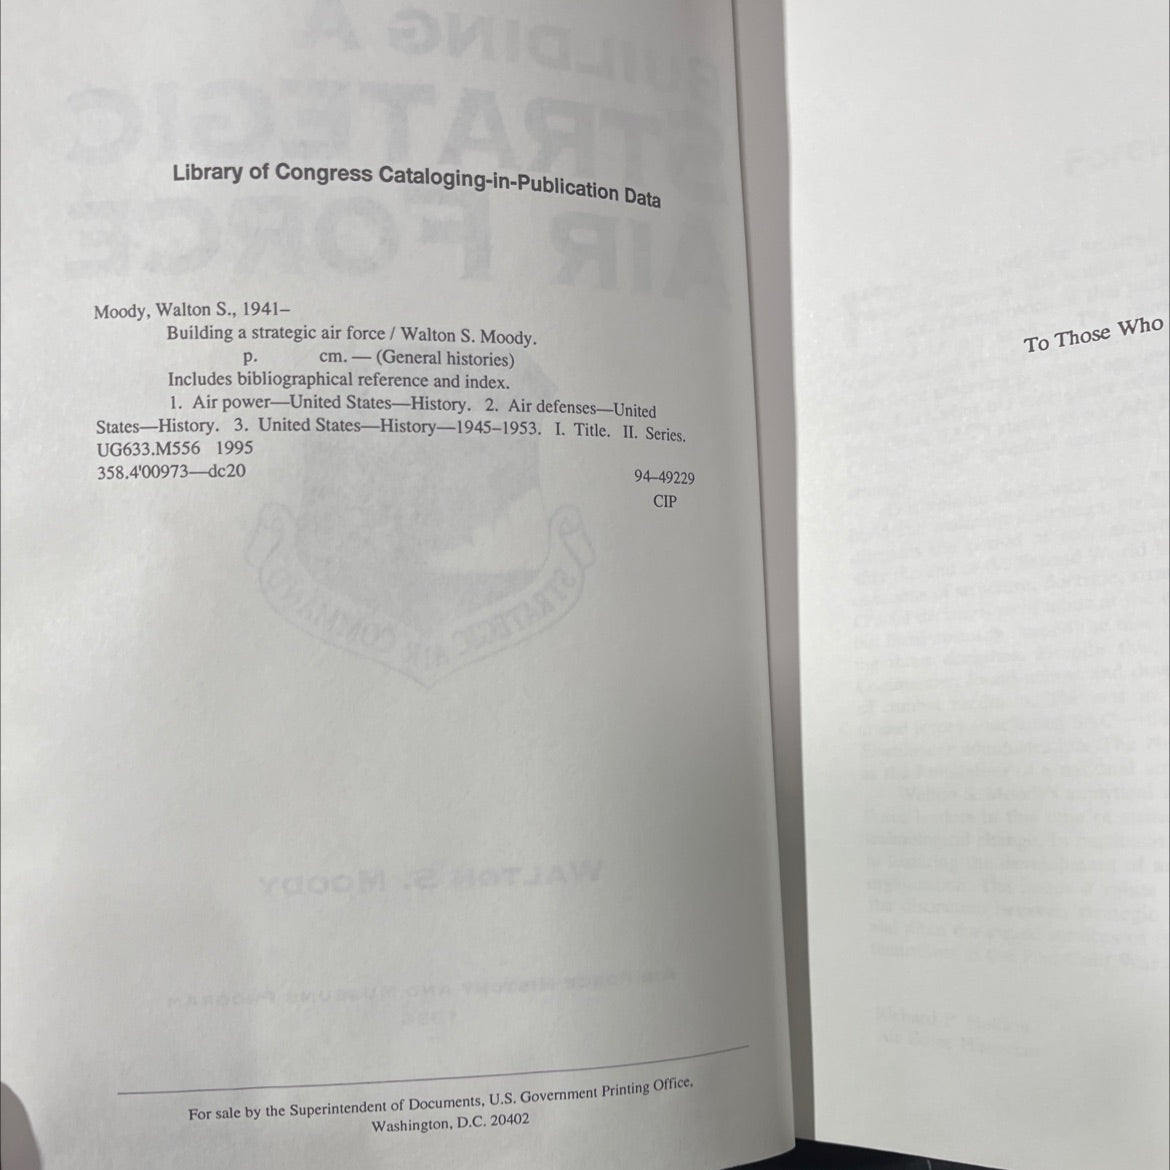 Library of Congress Cataloging-in-Publication Data
Moody, Walton S., 1941–
Building a strategic air force / Walton S. Moody.
p. cm. — (General histories)
Includes bibliographical reference and index.
1. Air power—United States—History. 2. Air defenses—United
States—History. 3. United States—History—1945–1953. I. Title. II. Series.
UG633.M556 1995
358.4'00973—dc20 94–49229
CIP
For sale by the Superintendent of Documents, U.S. Government Printing Office,
Washington, D.C. 20402
To Those Who